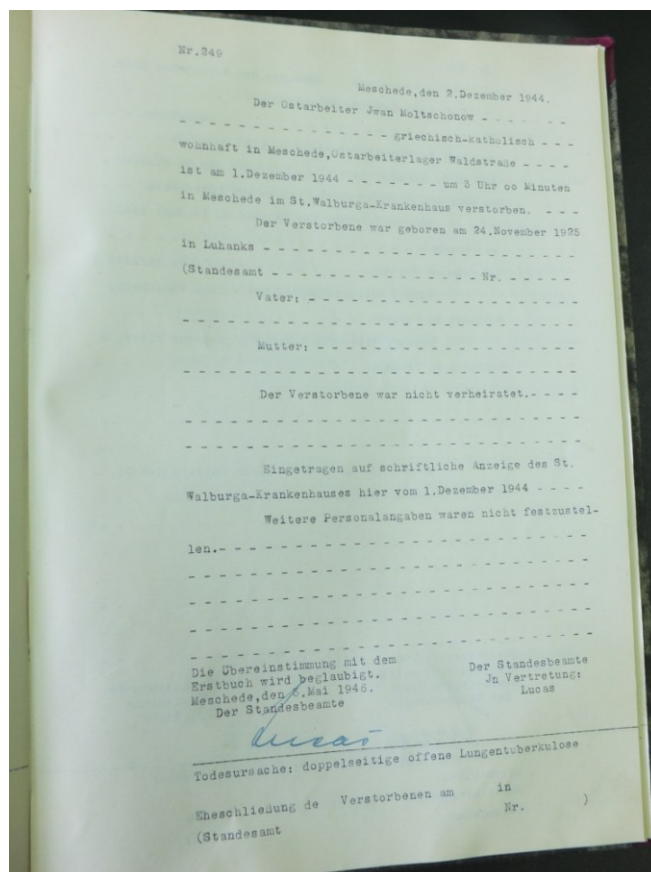 Nr.249
Meschede,den 2.Dezember 1944.
Der Ostarbeiter Jwan Moltschonow - - - - - - -
- - - - - - - - - - - - - - - griechisch-katholisch - - -
wohnhaft in Meschede,Ostarbeiterlager Waldstraße - - - -
ist am 1.Dezember 1944 - - - - - - - um 3 Uhr oo Minuten
in Meschede im St.Walburga-Krankenhaus verstorben. - - -
Der Verstorbene war geboren am 24.November 1925
in Luhanks - - - - - - - - - - - - - - - - - - - - - -
(Standesamt - - - - - - - - - - - - - - - Nr. - - - - -
Vater: - - - - - - - - - - - - - - - - - - -
- - - - - - - - - - - - - - - - - - - - - - - - - - -
Mutter: - - - - - - - - - - - - - - - - - -
- - - - - - - - - - - - - - - - - - - - - - - - - - -
Der Verstorbene war nicht verheiratet.- - - -
- - - - - - - - - - - - - - - - - - - - - - - - - - -
- - - - - - - - - - - - - - - - - - - - - - - - - - -
Eingetragen auf schriftliche Anzeige des St.
Walburga-Krankenhauses hier vom 1.Dezember 1944 - - - -
Weitere Personalangaben waren nicht festzustel-
len.- - - - - - - - - - - - - - - - - - - - - - - - -
- - - - - - - - - - - - - - - - - - - - - - - - - - -
- - - - - - - - - - - - - - - - - - - - - - - - - - -
- - - - - - - - - - - - - - - - - - - - - - - - - - -
- - - - - - - - - - - - - - - - - - - - - - - - - - -
Die Übereinstimmung mit dem
Erstbuch wird beglaubigt.
Meschede,den Mai 1946.
Der Standesbeamte
Der Standesbeamte
Jn Vertretung:
Lucas
Lucas
Todesursache: doppelseitige offene Lungentuberkulose
Eheschließung de Verstorbenen am in
(Standesamt Nr. )